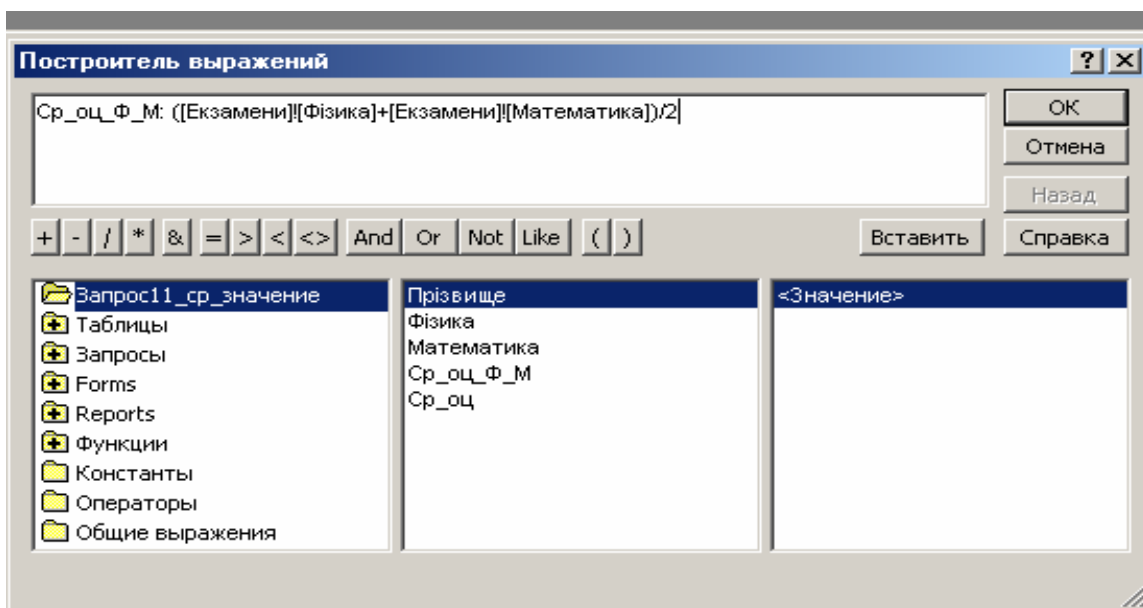 Построитель выражений
? X
Ср_оц_Ф_М: ([Екзамени]![Фізика]+[Екзамени]![Математика])/2
ОК
Отмена
Назад
+ - / * & = > < <> And Or Not Like ( )
Вставить
Справка
Запрос11_ср_значение
Таблицы
Запросы
Forms
Reports
Функции
Константы
Операторы
Общие выражения
Прізвище
Фізика
Математика
Ср_оц_Ф_М
Ср_оц
<Значение>